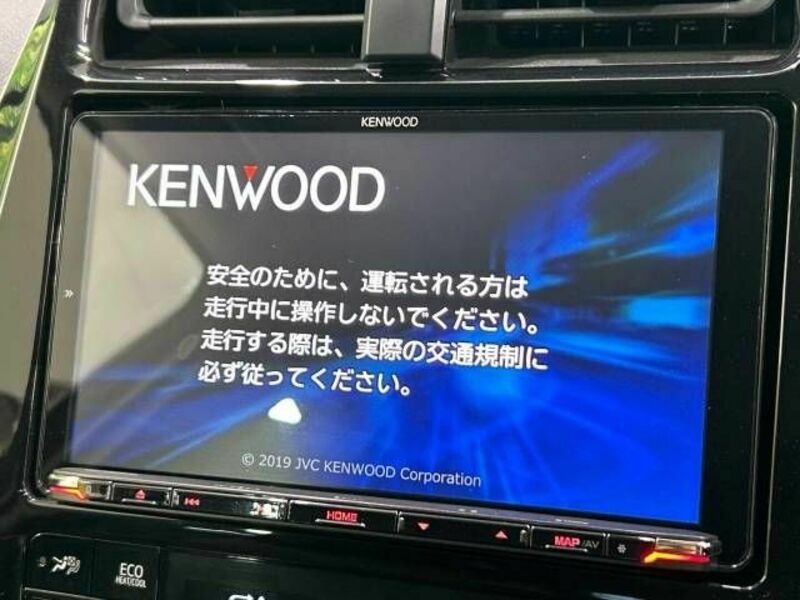 KENWOOD
KENWOOD
安全のために、運転される方は
走行中に操作しないでください。
走行する際は、実際の交通規制に
必ず従ってください。
© 2019 JVC KENWOOD Corporation
HOME
MAP/AV
ECO
HEAT/COOL